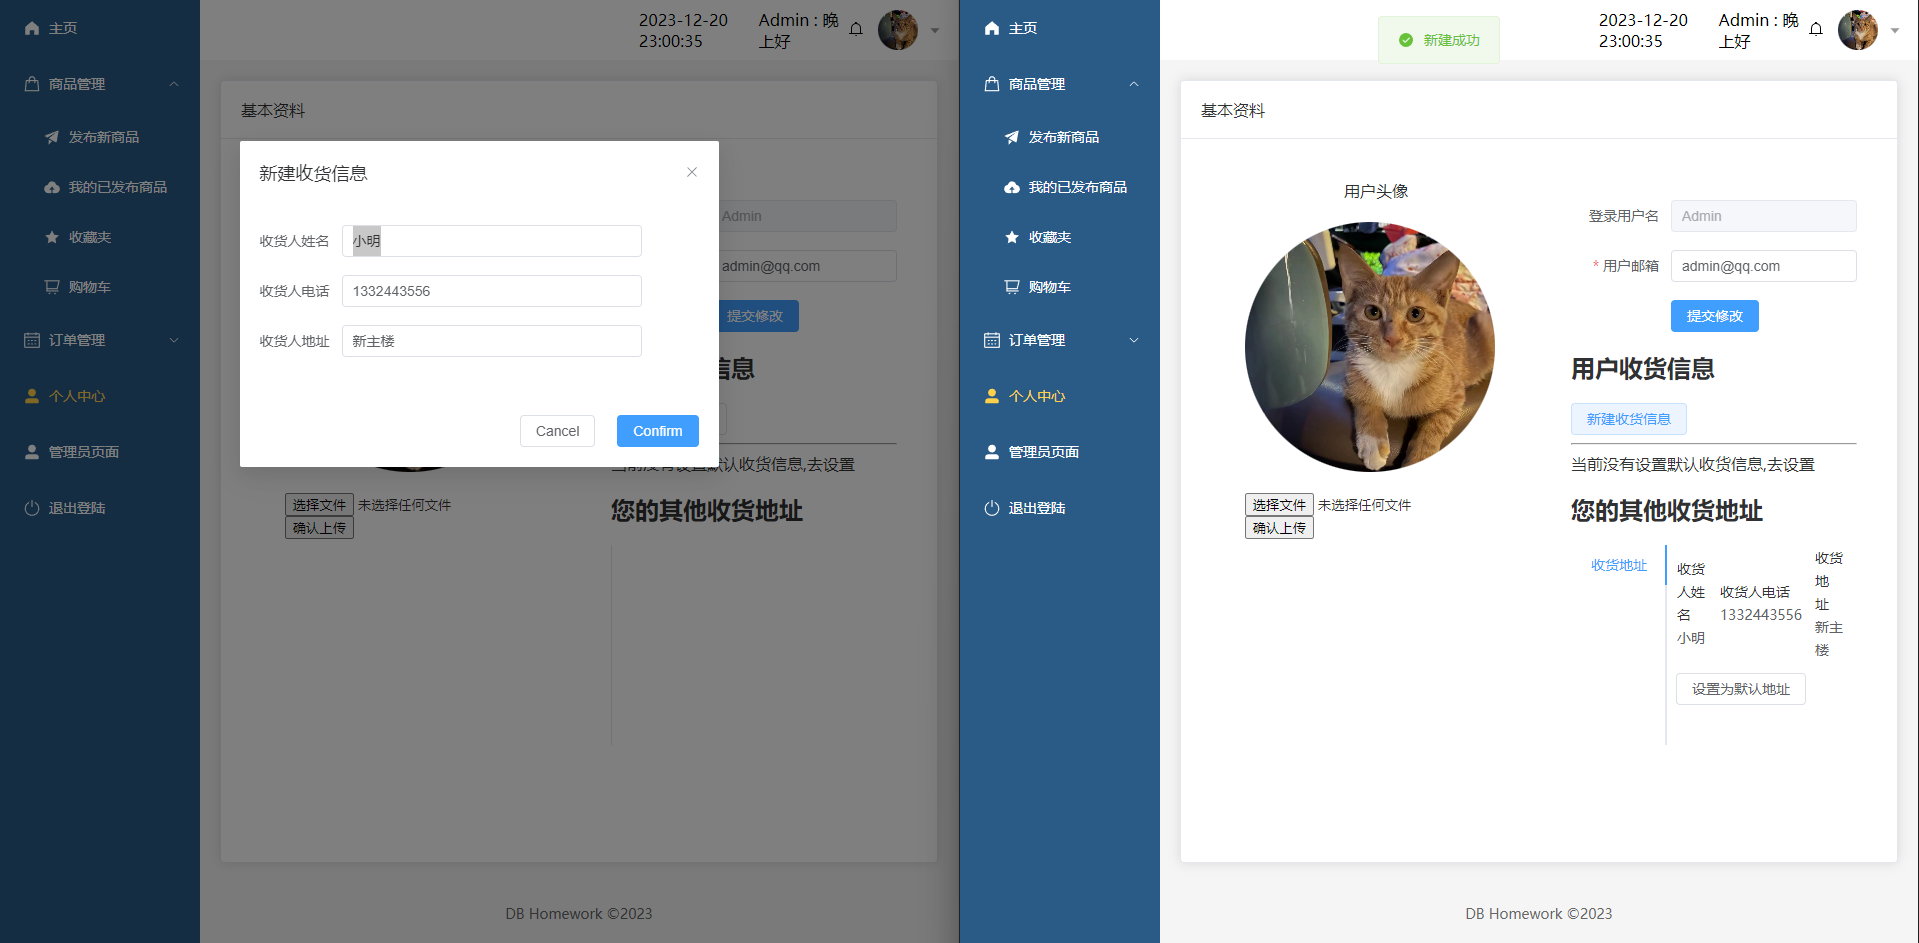 主页
商品管理
发布新商品
我的已发布商品
收藏夹
购物车
订单管理
个人中心
管理员页面
退出登陆
2023-12-20
23:00:35
Admin : 晚
上好
基本资料
新建收货信息
收货人姓名 小明
收货人电话 1332443556
收货人地址 新主楼
Cancel Confirm
Admin
admin@qq.com
提交修改
信息
当前没有设置默认收货信息,去设置
选择文件 未选择任何文件
确认上传
您的其他收货地址
DB Homework ©2023
主页
商品管理
发布新商品
我的已发布商品
收藏夹
购物车
订单管理
个人中心
管理员页面
退出登陆
新建成功
2023-12-20
23:00:35
Admin : 晚
上好
基本资料
用户头像
选择文件 未选择任何文件
确认上传
登录用户名 Admin
* 用户邮箱 admin@qq.com
提交修改
用户收货信息
新建收货信息
当前没有设置默认收货信息,去设置
您的其他收货地址
收货地址
收货
人姓
名
小明
收货人电话
1332443556
收货
地
址
新主
楼
设置为默认地址
DB Homework ©2023